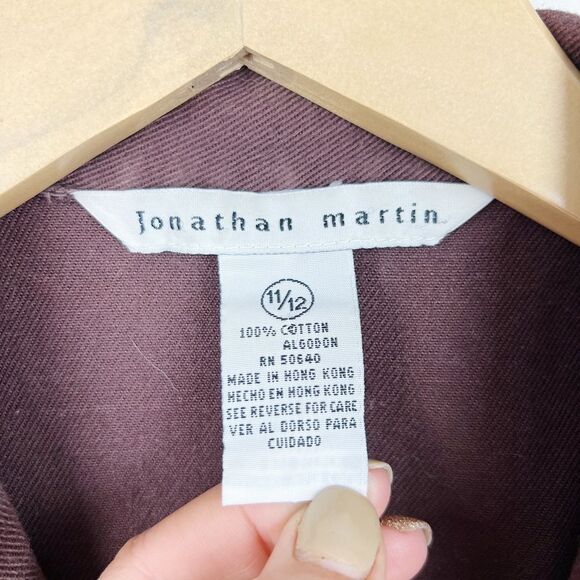 Jonathan martin
11/12
100% COTTON
ALGODON
RN 50640
MADE IN HONG KONG
HECHO EN HONG KONG
SEE REVERSE FOR CARE
VER AL DORSO PARA
CUIDADO